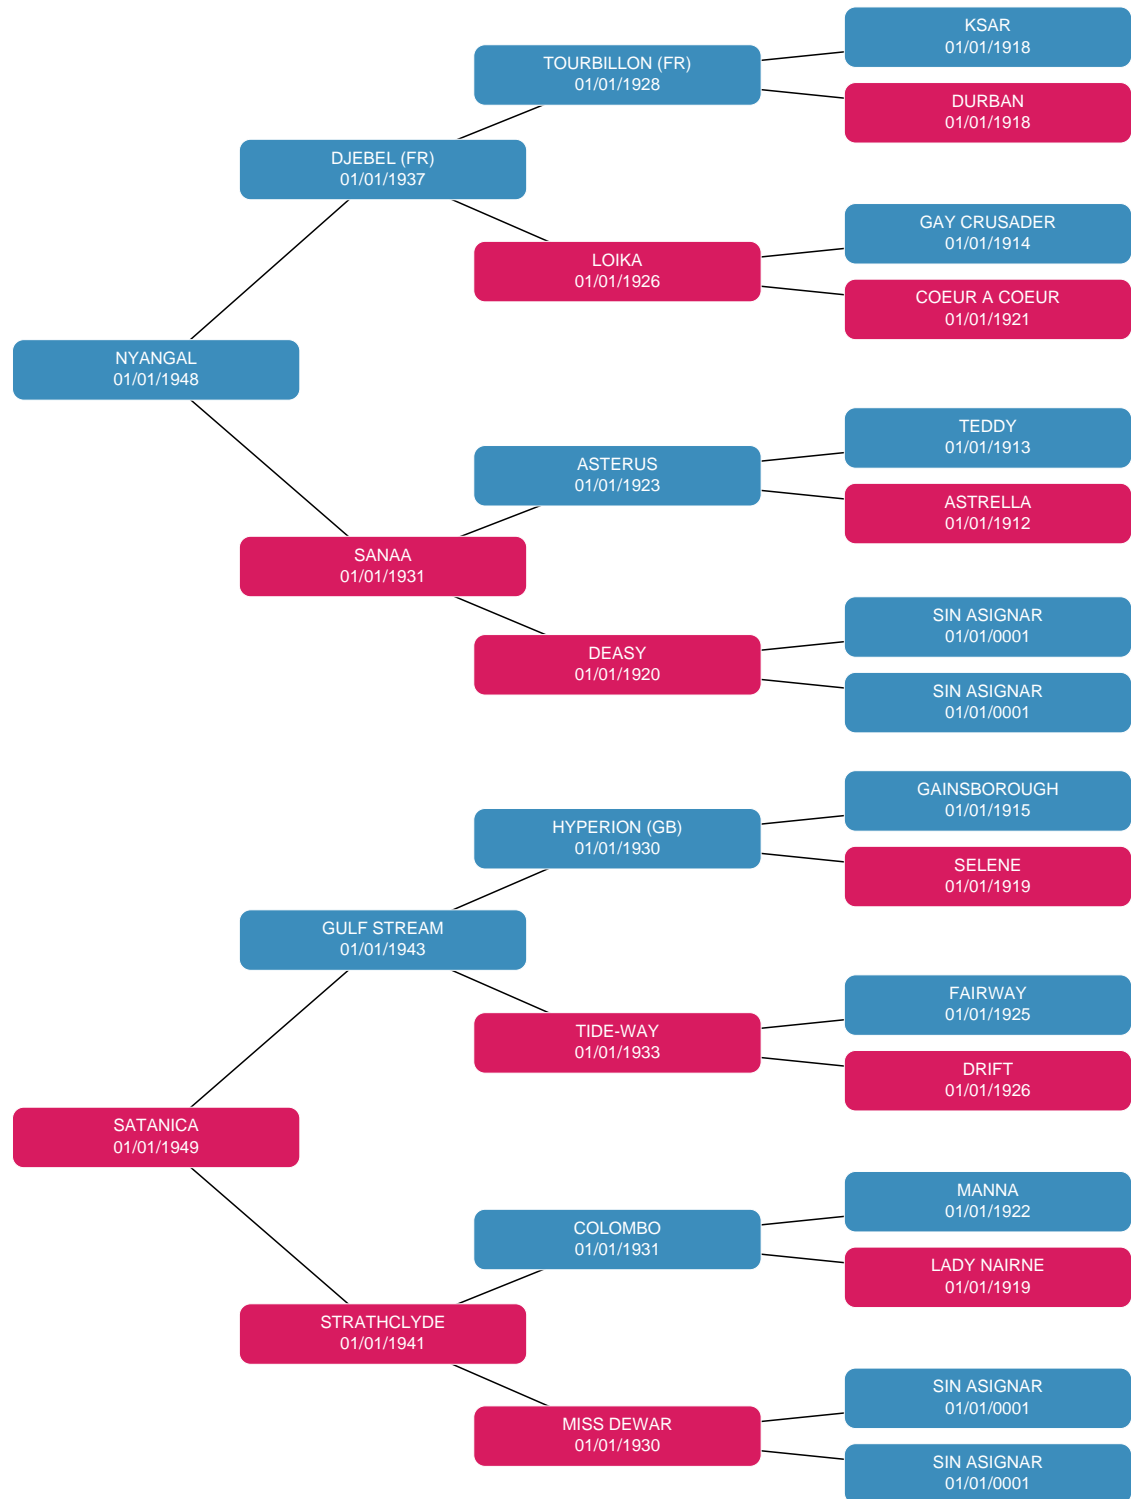 KSAR
01/01/1918
TOURBILLON (FR)
01/01/1928
DURBAN
01/01/1918
DJEBEL (FR)
01/01/1937
GAY CRUSADER
01/01/1914
LOIKA
01/01/1926
COEUR A COEUR
01/01/1921
NYANGAL
01/01/1948
TEDDY
01/01/1913
ASTERUS
01/01/1923
ASTRELLA
01/01/1912
SANAA
01/01/1931
SIN ASIGNAR
01/01/0001
DEASY
01/01/1920
SIN ASIGNAR
01/01/0001
GAINSBOROUGH
01/01/1915
HYPERION (GB)
01/01/1930
SELENE
01/01/1919
GULF STREAM
01/01/1943
FAIRWAY
01/01/1925
TIDE-WAY
01/01/1933
DRIFT
01/01/1926
SATANICA
01/01/1949
MANNA
01/01/1922
COLOMBO
01/01/1931
LADY NAIRNE
01/01/1919
STRATHCLYDE
01/01/1941
SIN ASIGNAR
01/01/0001
MISS DEWAR
01/01/1930
SIN ASIGNAR
01/01/0001